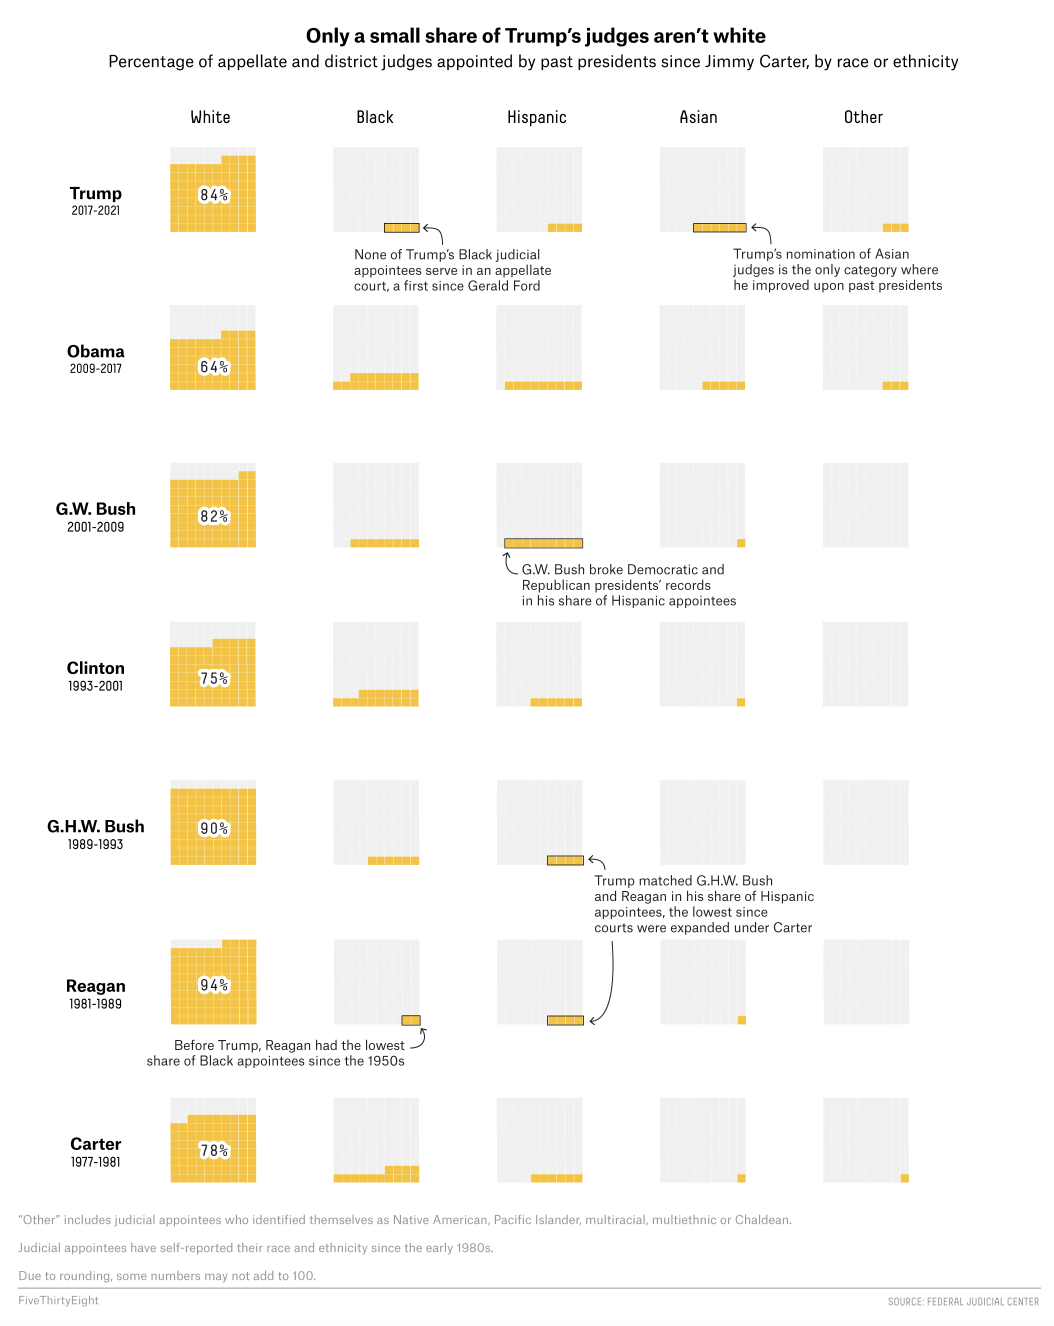 Only a small share of Trump's judges aren't white
Percentage of appellate and district judges appointed by past presidents since Jimmy Carter, by race or ethnicity
White Black Hispanic Asian Other
Trump
2017-2021
84%
None of Trump's Black judicial
appointees serve in an appellate
court, a first since Gerald Ford
Trump's nomination of Asian
judges is the only category where
he improved upon past presidents
Obama
2009-2017
64%
G.W. Bush
2001-2009
82%
G.W. Bush broke Democratic and
Republican presidents' records
in his share of Hispanic appointees
Clinton
1993-2001
75%
G.H.W. Bush
1989-1993
90%
Trump matched G.H.W. Bush
and Reagan in his share of Hispanic
appointees, the lowest since
courts were expanded under Carter
Reagan
1981-1989
94%
Before Trump, Reagan had the lowest
share of Black appointees since the 1950s
Carter
1977-1981
78%
"Other" includes judicial appointees who identified themselves as Native American, Pacific Islander, multiracial, multiethnic or Chaldean.
Judicial appointees have self-reported their race and ethnicity since the early 1980s.
Due to rounding, some numbers may not add to 100.
FiveThirtyEight
SOURCE: FEDERAL JUDICIAL CENTER